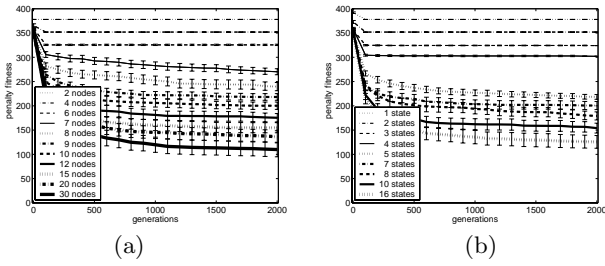 400
350
300
250
200
150
100
50
0
penalty fitness
2 nodes
4 nodes
6 nodes
7 nodes
8 nodes
9 nodes
10 nodes
12 nodes
15 nodes
20 nodes
30 nodes
0 500 1000 1500 2000
generations
(a)
400
350
300
250
200
150
100
50
0
penalty fitness
1 state
2 states
3 states
4 states
5 states
7 states
8 states
10 states
16 states
0 500 1000 1500 2000
generations
(b)